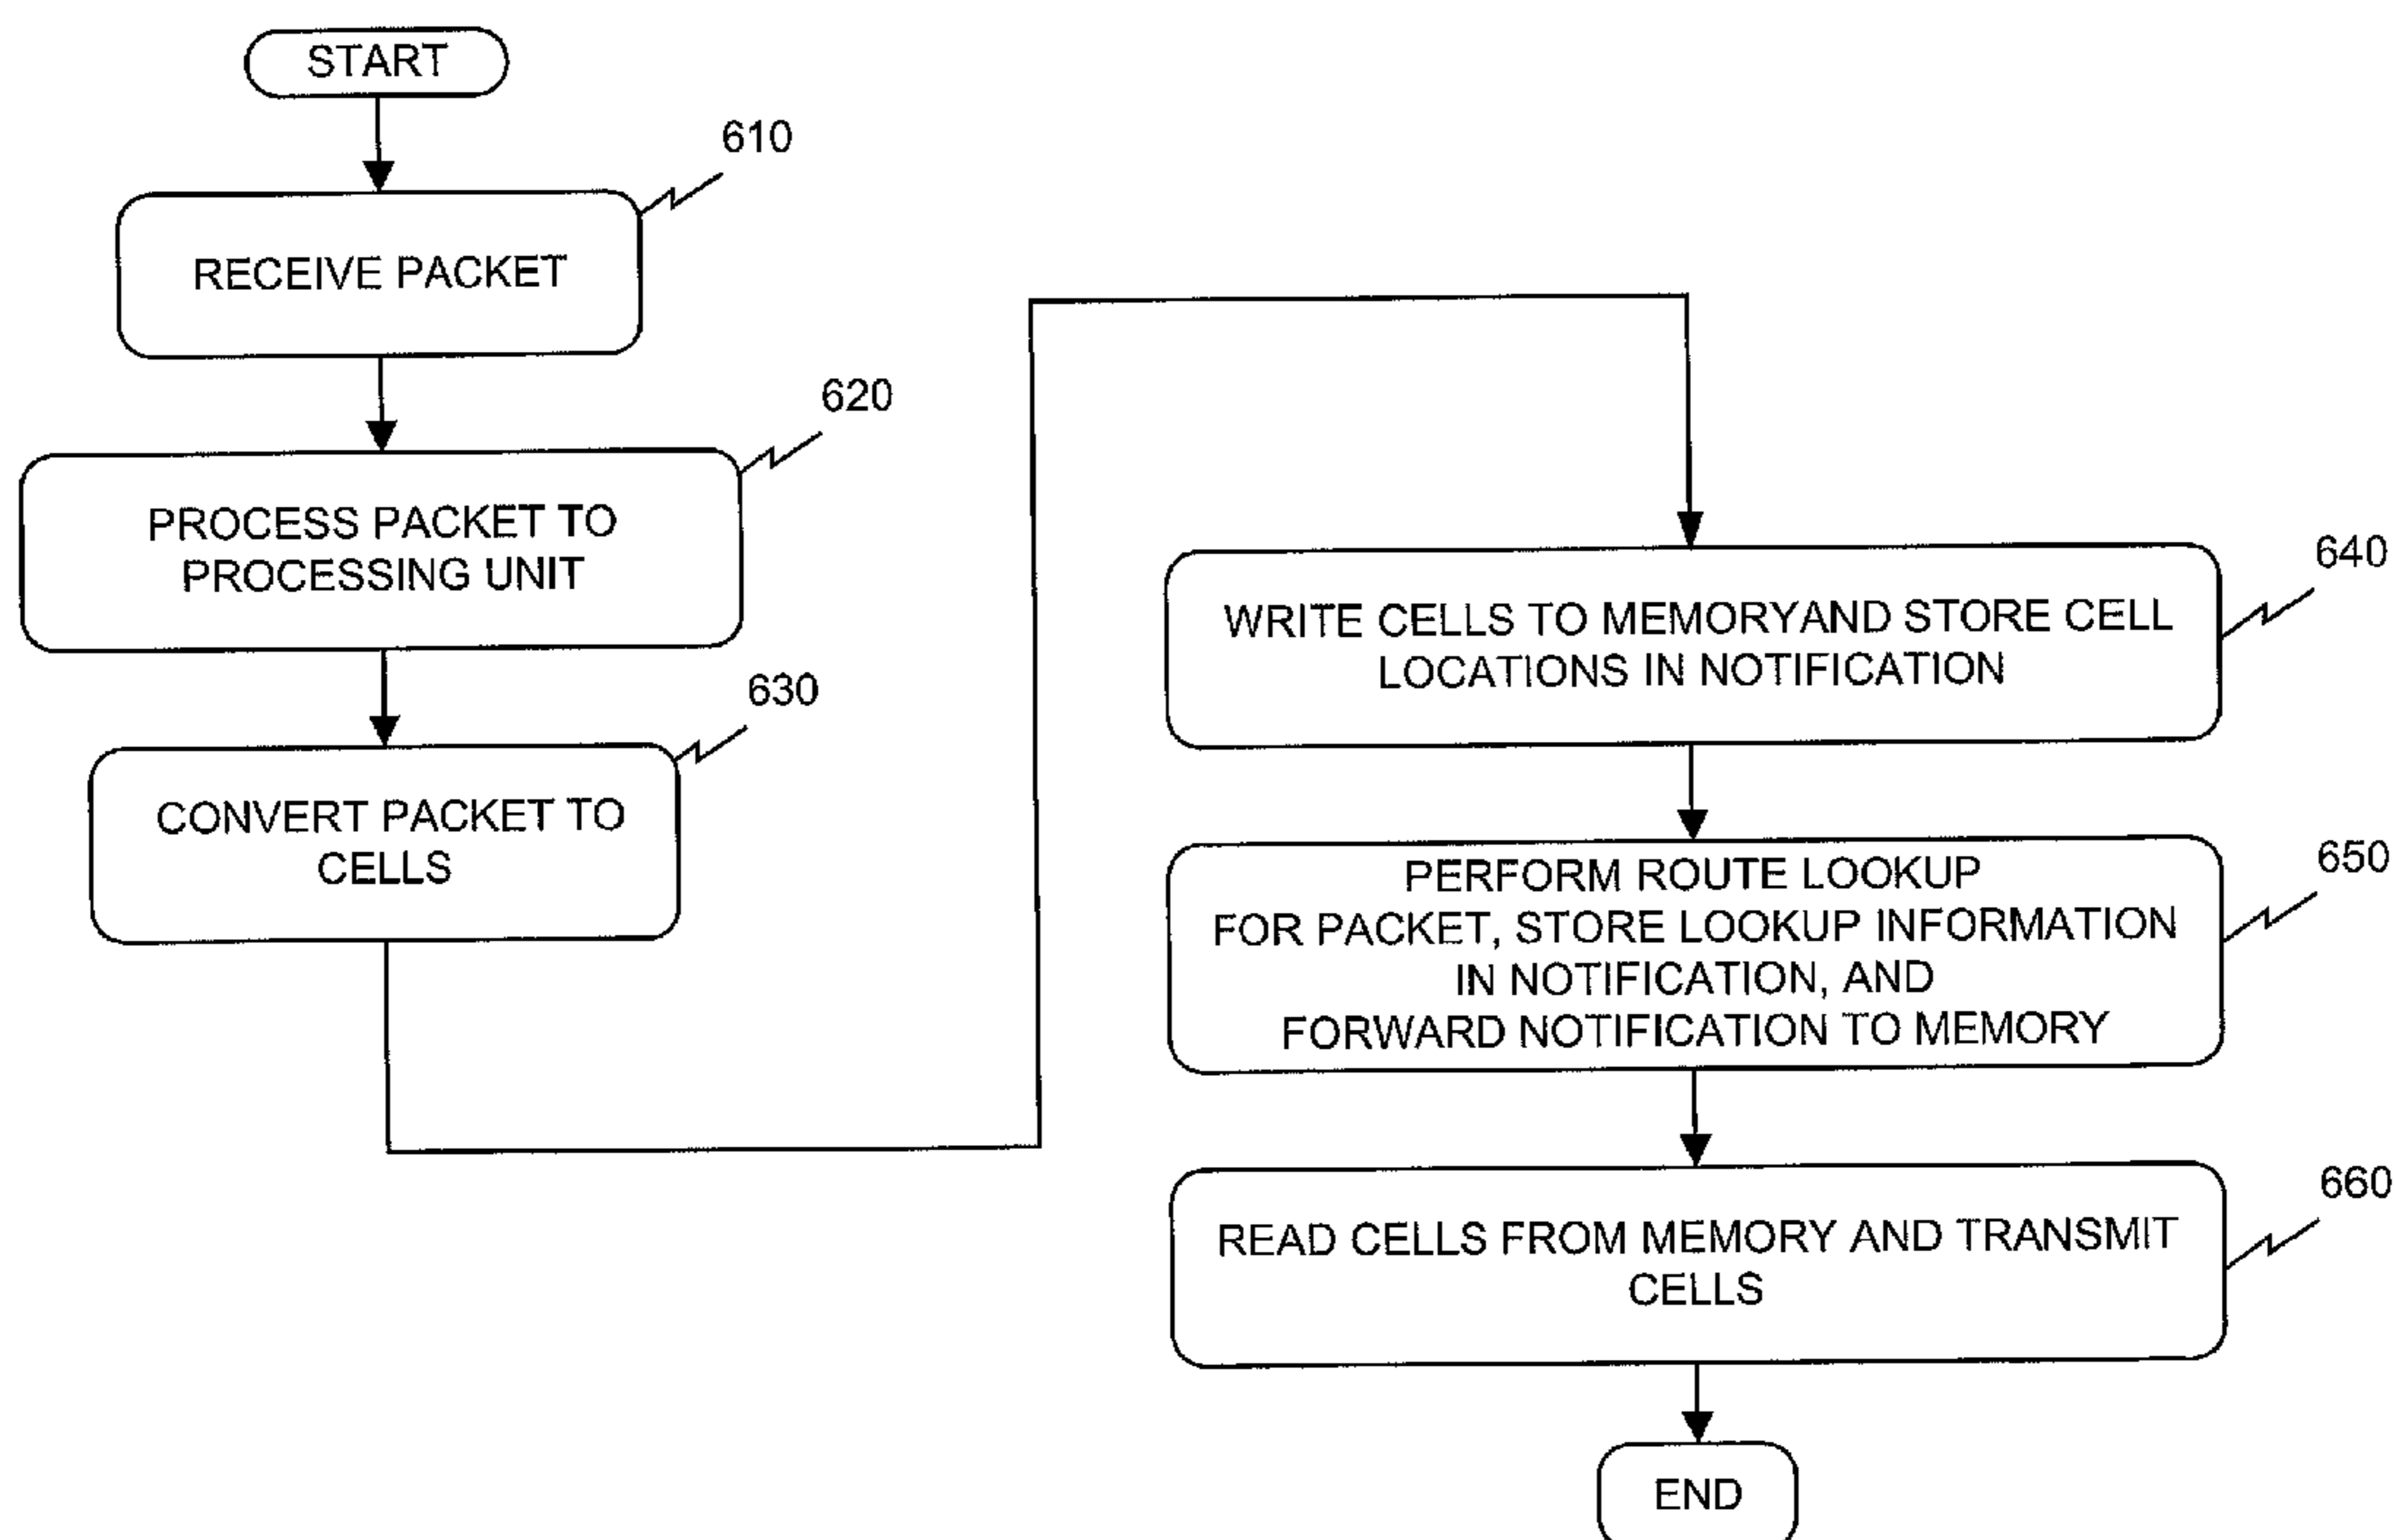 START
610
RECEIVE PACKET
620
PROCESS PACKET TO
PROCESSING UNIT
630
CONVERT PACKET TO
CELLS
640
WRITE CELLS TO MEMORY AND STORE CELL
LOCATIONS IN NOTIFICATION
650
PERFORM ROUTE LOOKUP
FOR PACKET, STORE LOOKUP INFORMATION
IN NOTIFICATION, AND
FORWARD NOTIFICATION TO MEMORY
660
READ CELLS FROM MEMORY AND TRANSMIT
CELLS
END